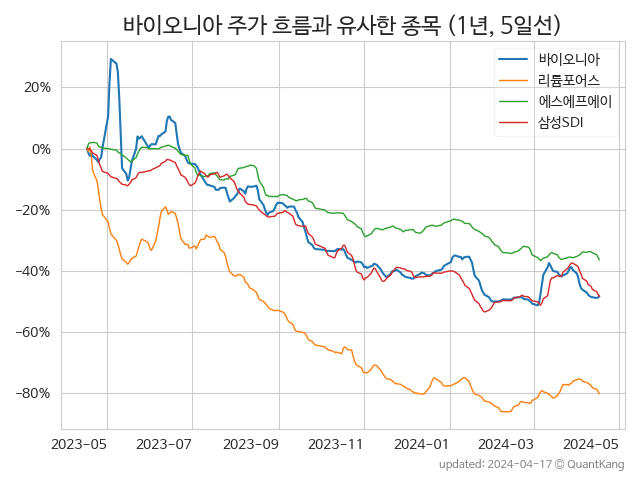 바이오니아 주가 흐름과 유사한 종목 (1년, 5일선)
바이오니아
리튬포어스
에스에프에이
삼성SDI
20%
0%
−20%
−40%
−60%
−80%
2023-05
2023-07
2023-09
2023-11
2024-01
2024-03
2024-05
updated: 2024-04-17 © QuantKang